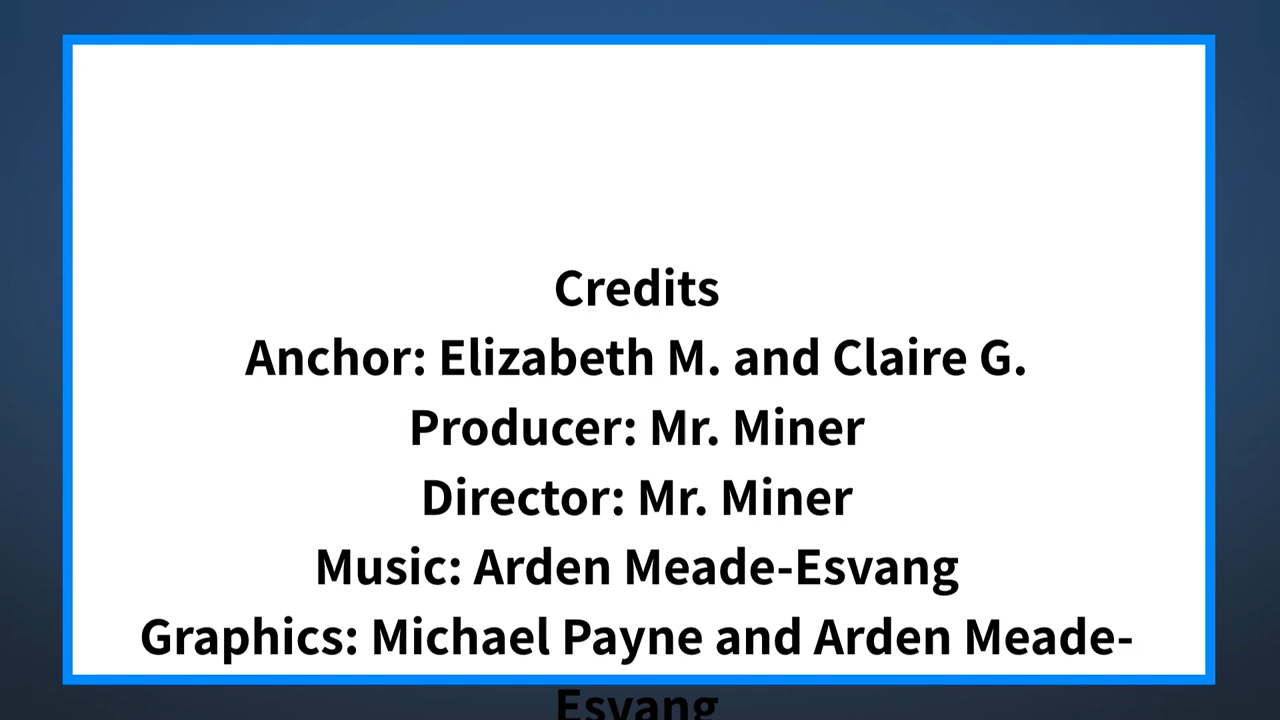 Credits
Anchor: Elizabeth M. and Claire G.
Producer: Mr. Miner
Director: Mr. Miner
Music: Arden Meade-Esvang
Graphics: Michael Payne and Arden Meade-
Esvang